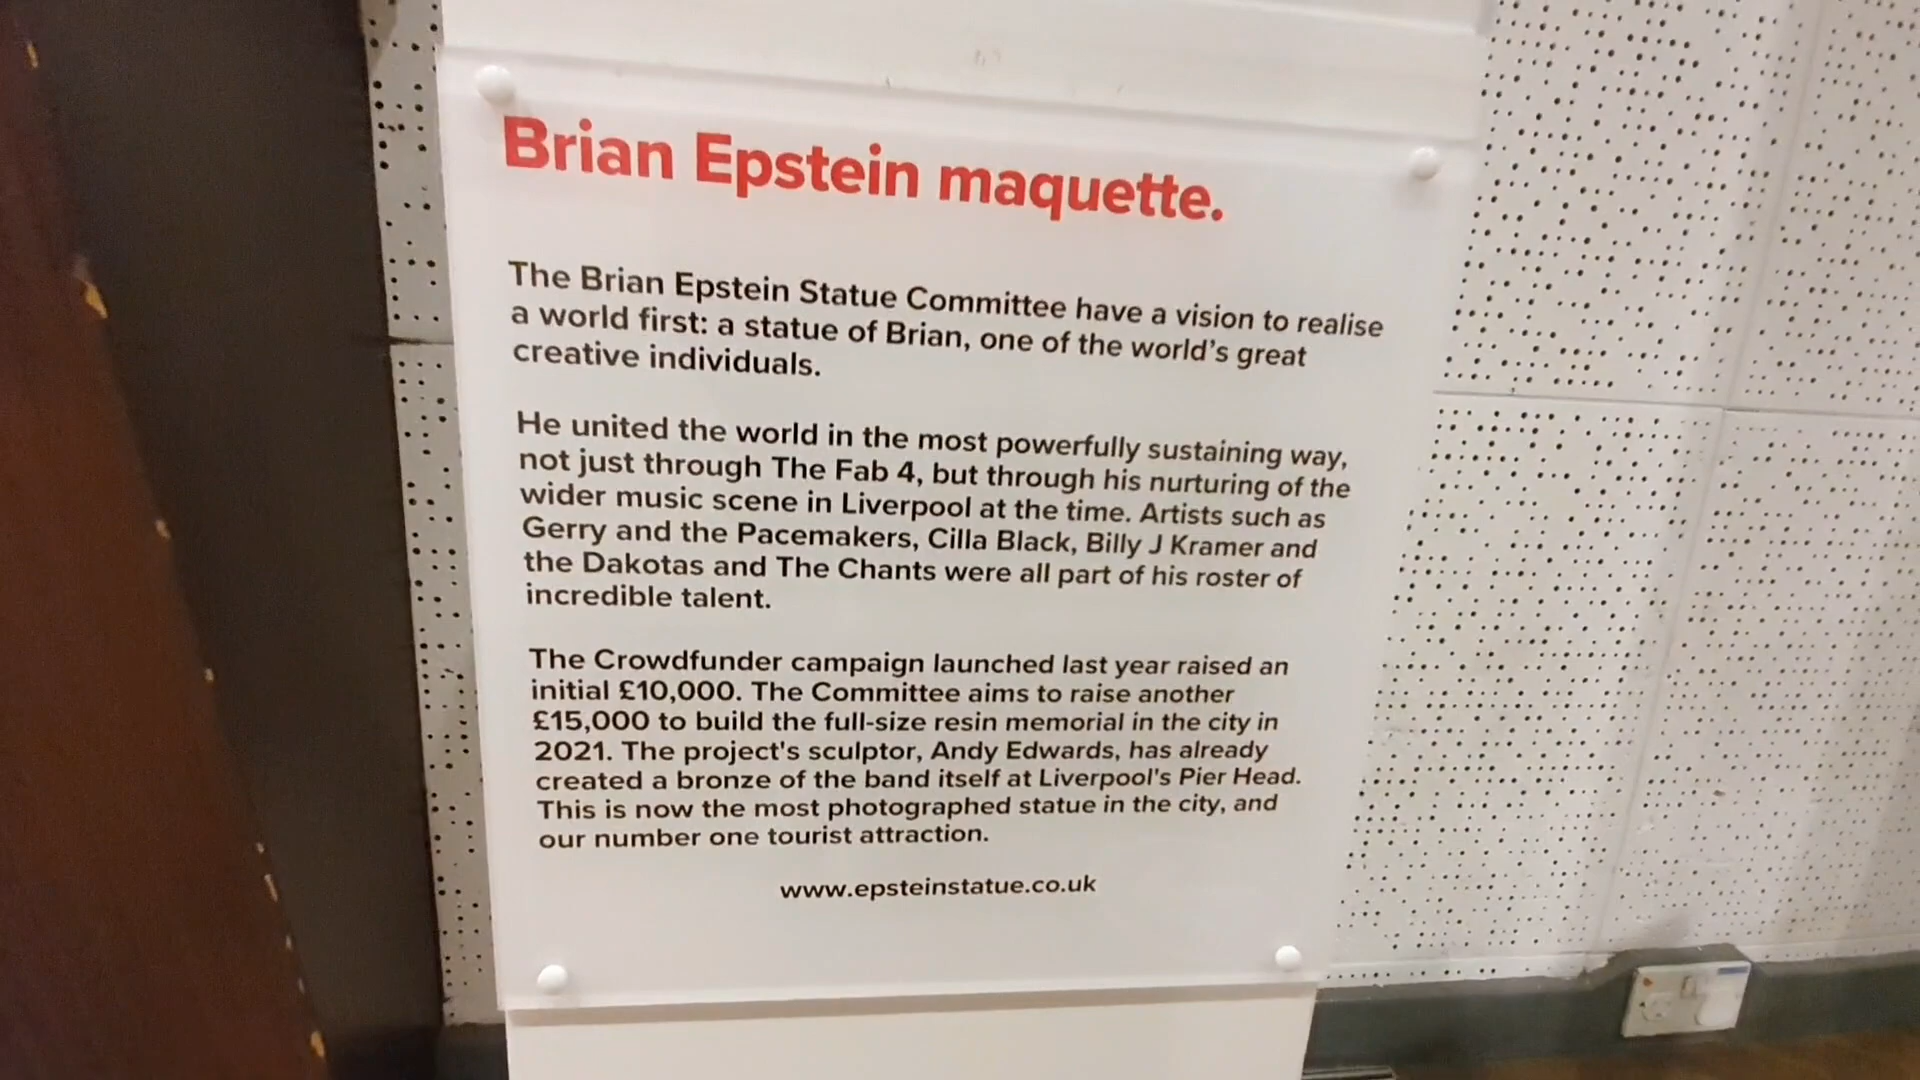 Brian Epstein maquette.
The Brian Epstein Statue Committee have a vision to realise
a world first: a statue of Brian, one of the world's great
creative individuals.
He united the world in the most powerfully sustaining way,
not just through The Fab 4, but through his nurturing of the
wider music scene in Liverpool at the time. Artists such as
Gerry and the Pacemakers, Cilla Black, Billy J Kramer and
the Dakotas and The Chants were all part of his roster of
incredible talent.
The Crowdfunder campaign launched last year raised an
initial £10,000. The Committee aims to raise another
£15,000 to build the full-size resin memorial in the city in
2021. The project's sculptor, Andy Edwards, has already
created a bronze of the band itself at Liverpool's Pier Head.
This is now the most photographed statue in the city, and
our number one tourist attraction.
www.epsteinstatue.co.uk